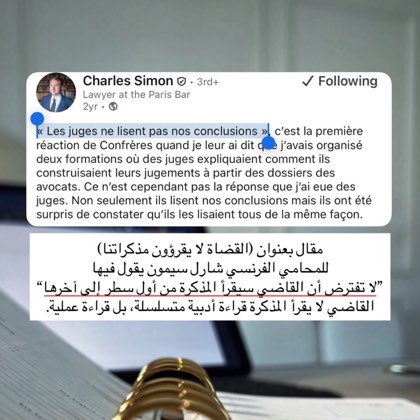 Charles Simon • 3rd+
Lawyer at the Paris Bar
2yr •
Following
« Les juges ne lisent pas nos conclusions », c’est la première
réaction de Confrères quand je leur ai dit que j’avais organisé
deux formations où des juges expliquaient comment ils
construisaient leurs jugements à partir des dossiers des
avocats. Ce n’est cependant pas la réponse que j’ai eue des
juges. Non seulement ils lisent nos conclusions mais ils ont été
surpris de constater qu’ils les lisaient tous de la même façon.
مقال بعنوان (القضاة لا يقرؤون مذكراتنا)
للمحامي الفرنسي شارل سيمون يقول فيها
”لا تفترض أن القاضي سيقرأ المذكرة من أول سطر إلى آخرها“
القاضي لا يقرأ المذكرة قراءة أدبية متسلسلة، بل قراءة عملية.